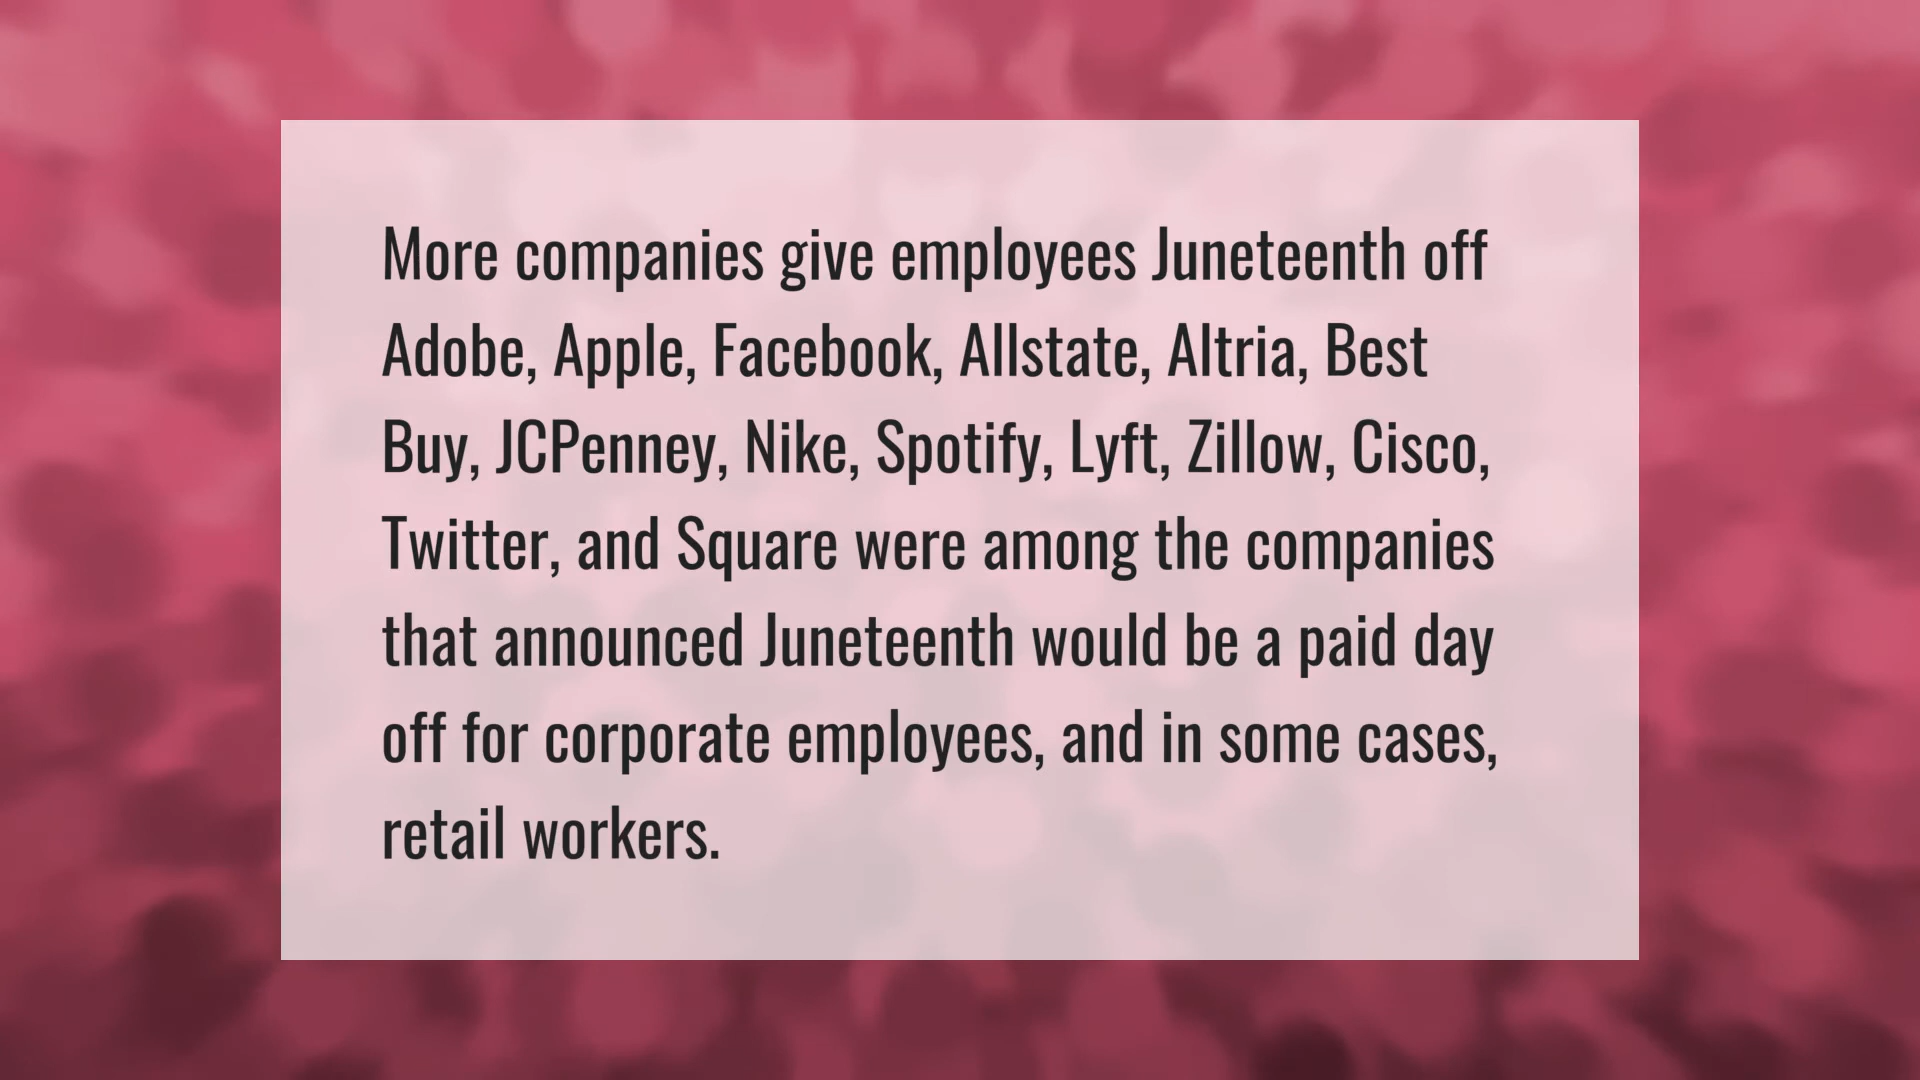 More companies give employees Juneteenth off
Adobe, Apple, Facebook, Allstate, Altria, Best
Buy, JCPenney, Nike, Spotify, Lyft, Zillow, Cisco,
Twitter, and Square were among the companies
that announced Juneteenth would be a paid day
off for corporate employees, and in some cases,
retail workers.